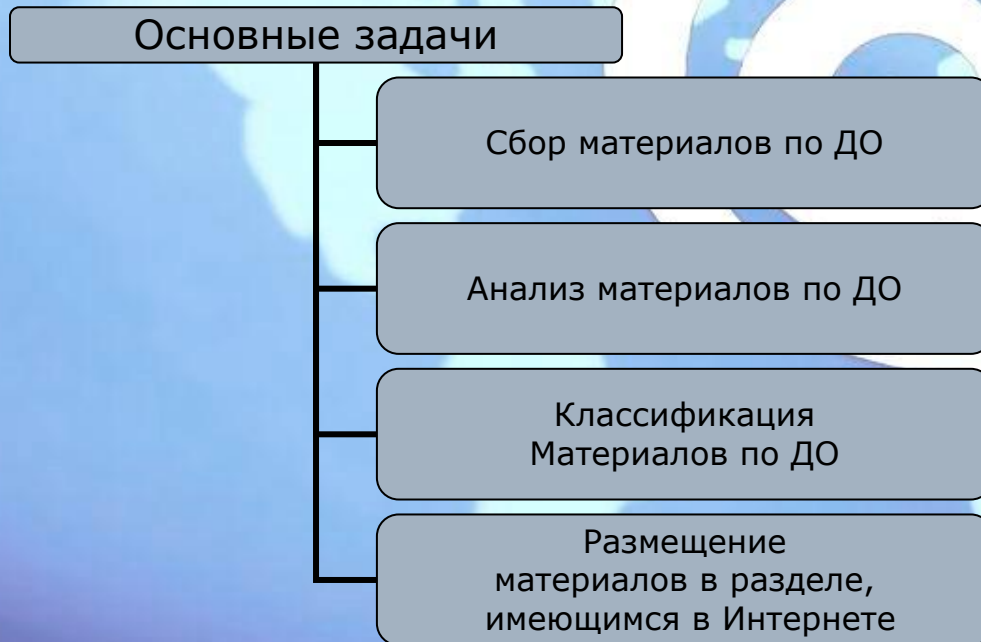 Основные задачи
Сбор материалов по ДО
Анализ материалов по ДО
Классификация
Материалов по ДО
Размещение
материалов в разделе,
имеющимся в Интернете